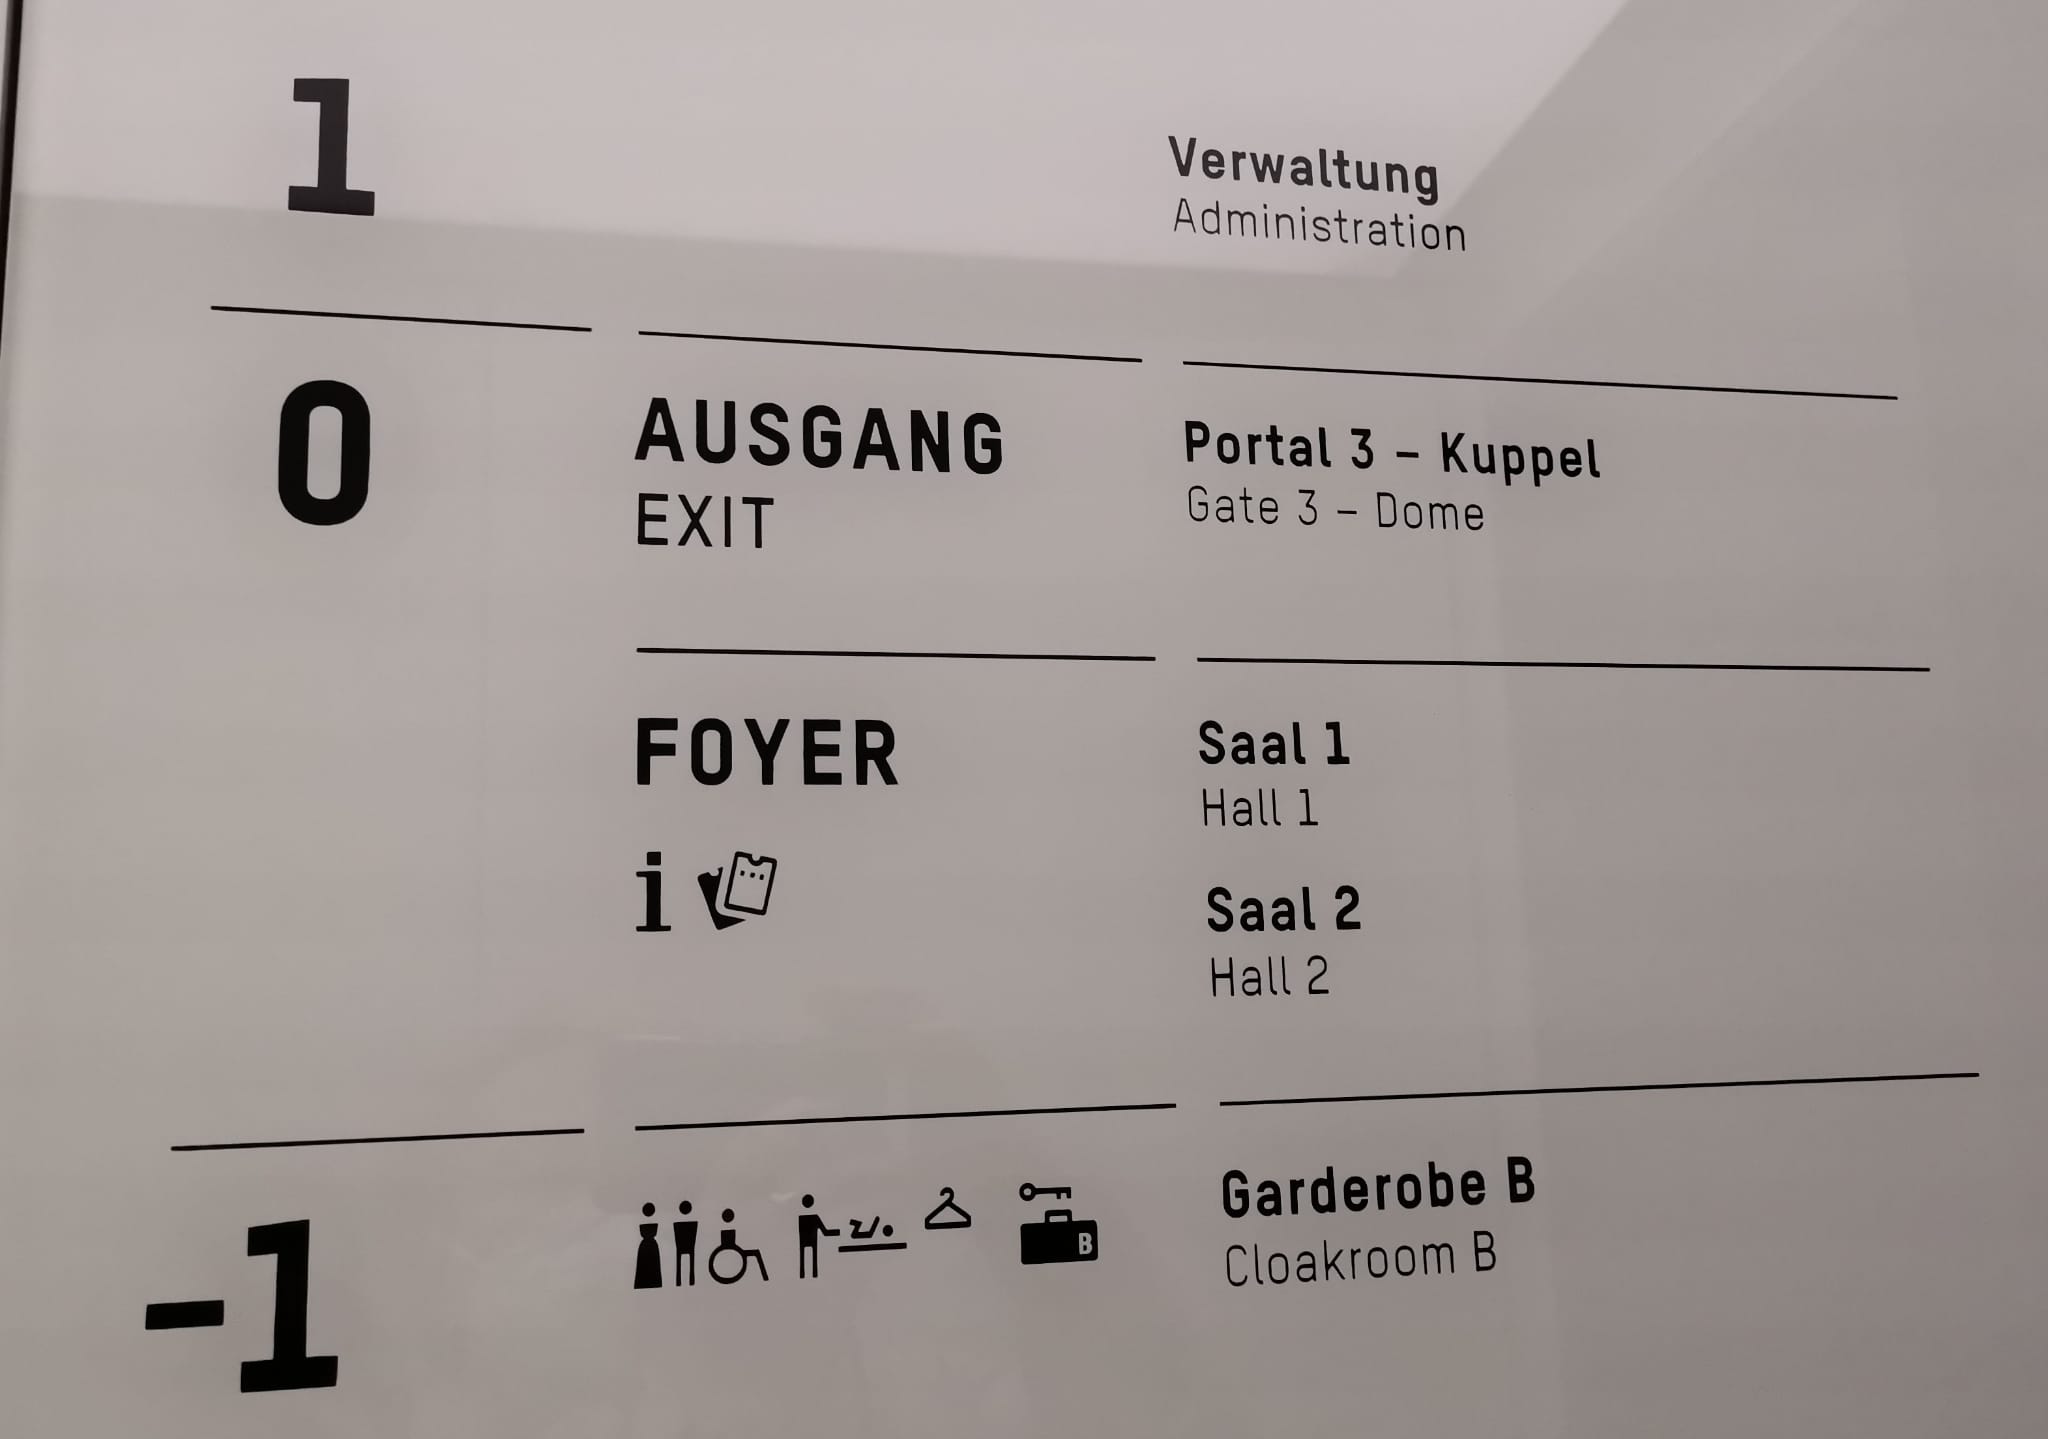 1
Verwaltung
Administration
0
AUSGANG
EXIT
Portal 3 – Kuppel
Gate 3 – Dome
FOYER
i
Saal 1
Hall 1
Saal 2
Hall 2
-1
B
Garderobe B
Cloakroom B